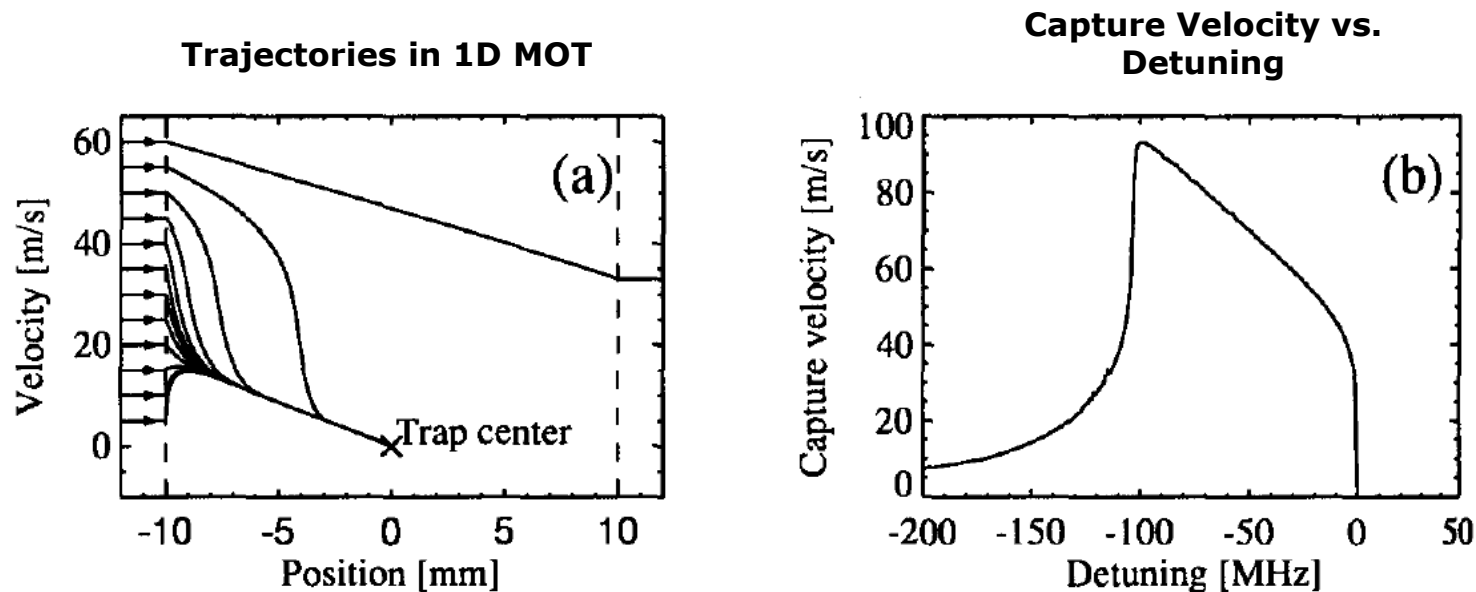 Trajectories in 1D MOT
60
40
20
0
Velocity [m/s]
(a)
Trap center
-10 -5 0 5 10
Position [mm]
Capture Velocity vs.
Detuning
100
80
60
40
20
0
Capture velocity [m/s]
(b)
-200 -150 -100 -50 0 50
Detuning [MHz]